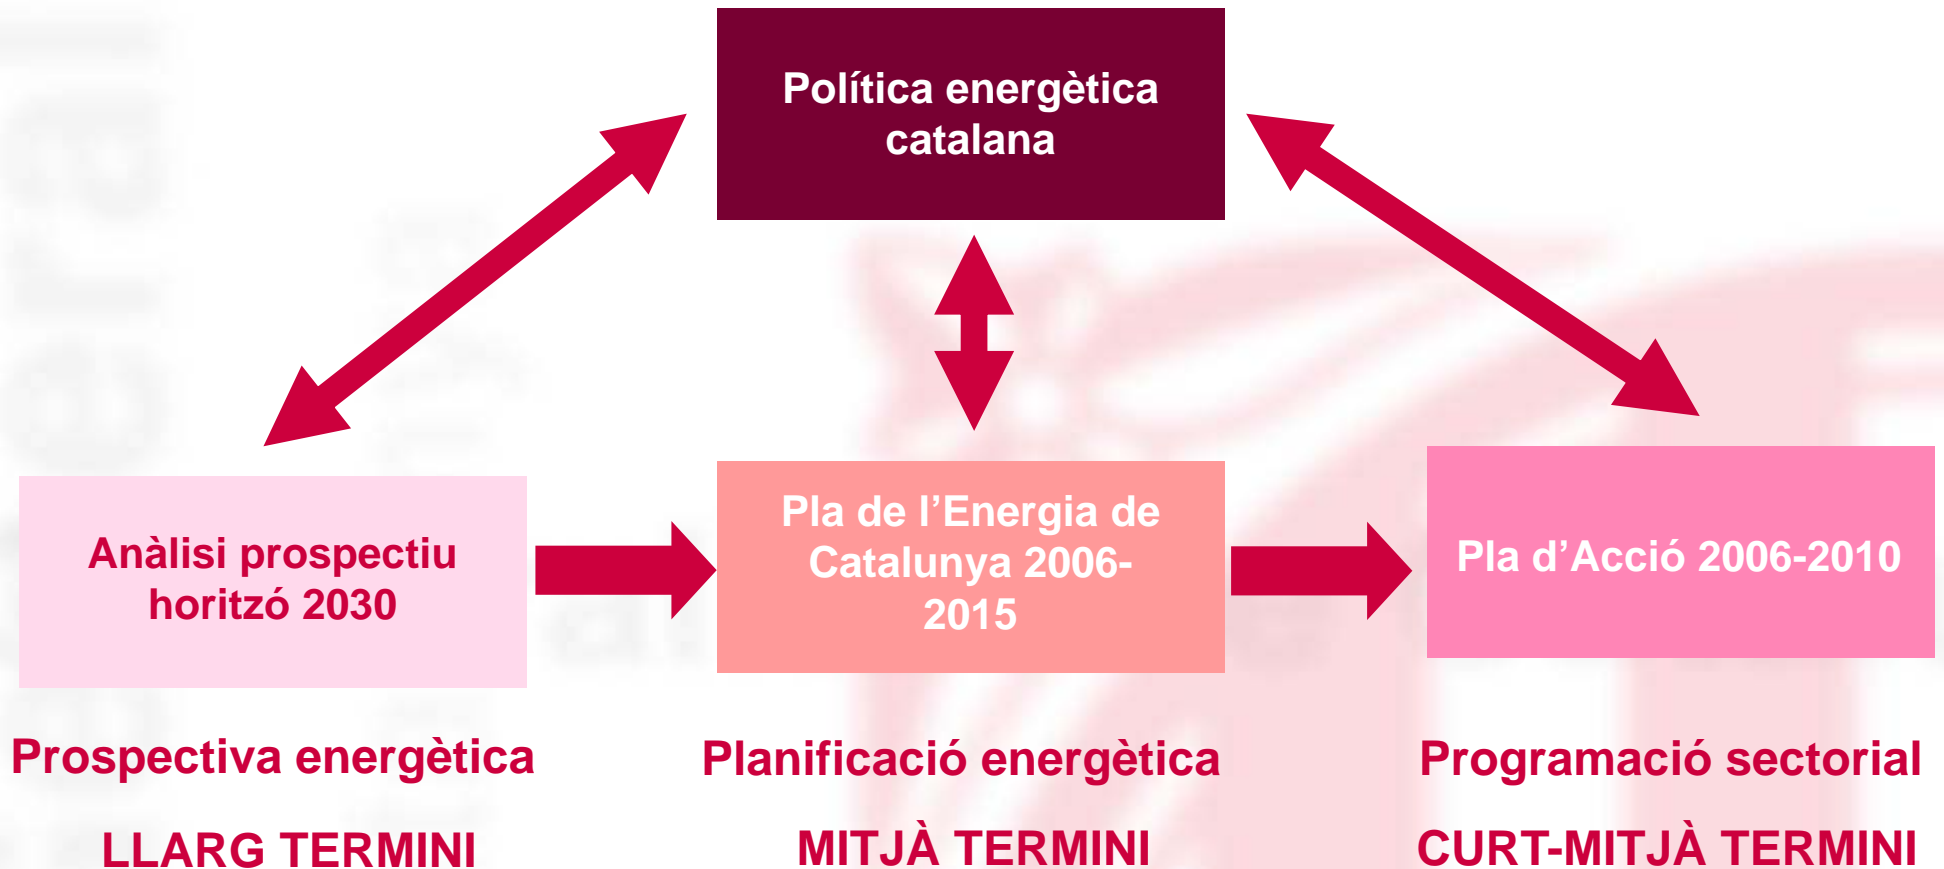 Política energètica
catalana
Anàlisi prospectiu
horitzó 2030
Pla de l’Energia de
Catalunya 2006-
2015
Pla d’Acció 2006-2010
Prospectiva energètica
LLARG TERMINI
Planificació energètica
MITJÀ TERMINI
Programació sectorial
CURT-MITJÀ TERMINI